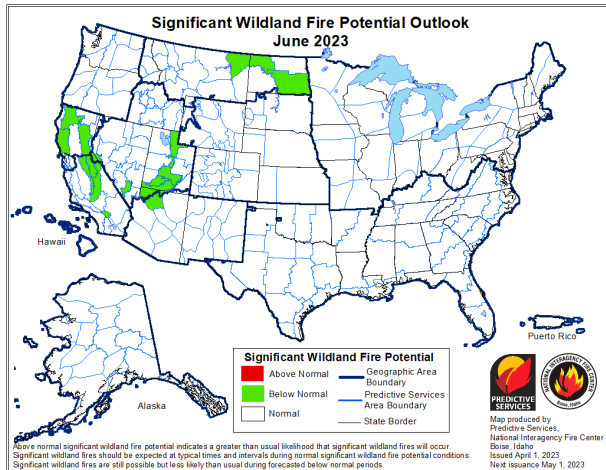 Significant Wildland Fire Potential Outlook
June 2023
Hawaii
Puerto Rico
Alaska
Significant Wildland Fire Potential
Above Normal
Below Normal
Normal
Geographic Area
Boundary
Predictive Services
Area Boundary
State Border
PREDICTIVE
SERVICES
NATIONAL INTERAGENCY FIRE CENTER
Boise, Idaho
Map produced by
Predictive Services,
National Interagency Fire Center
Boise, Idaho
Issued April 1, 2023
Next issuance May 1, 2023
Above normal significant wildland fire potential indicates a greater than usual likelihood that significant wildland fires will occur.
Significant wildland fires should be expected at typical times and intervals during normal significant wildland fire potential conditions.
Significant wildland fires are still possible but less likely than usual during forecasted below normal periods.